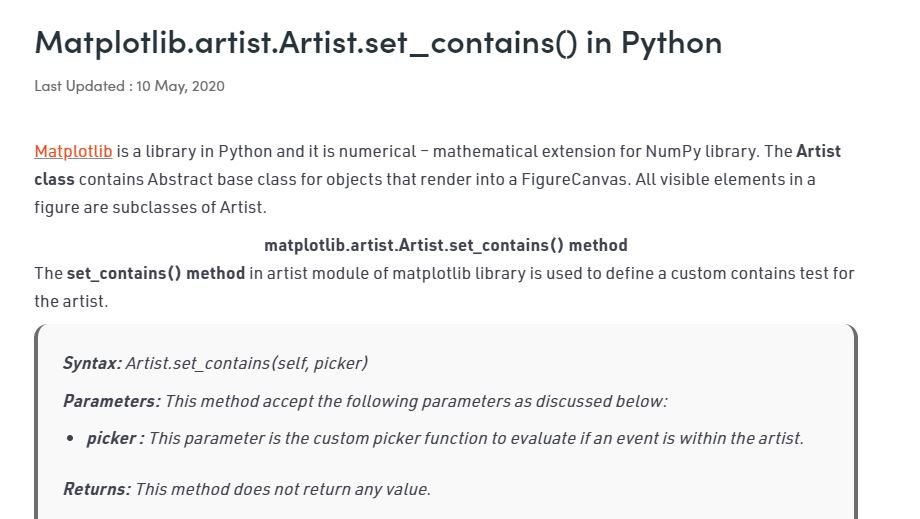 Matplotlib.artist.Artist.set_contains() in Python
Last Updated : 10 May, 2020
Matplotlib is a library in Python and it is numerical – mathematical extension for NumPy library. The Artist
class contains Abstract base class for objects that render into a FigureCanvas. All visible elements in a
figure are subclasses of Artist.
matplotlib.artist.Artist.set_contains() method
The set_contains() method in artist module of matplotlib library is used to define a custom contains test for
the artist.
Syntax: Artist.set_contains(self, picker)
Parameters: This method accept the following parameters as discussed below:
• picker : This parameter is the custom picker function to evaluate if an event is within the artist.
Returns: This method does not return any value.